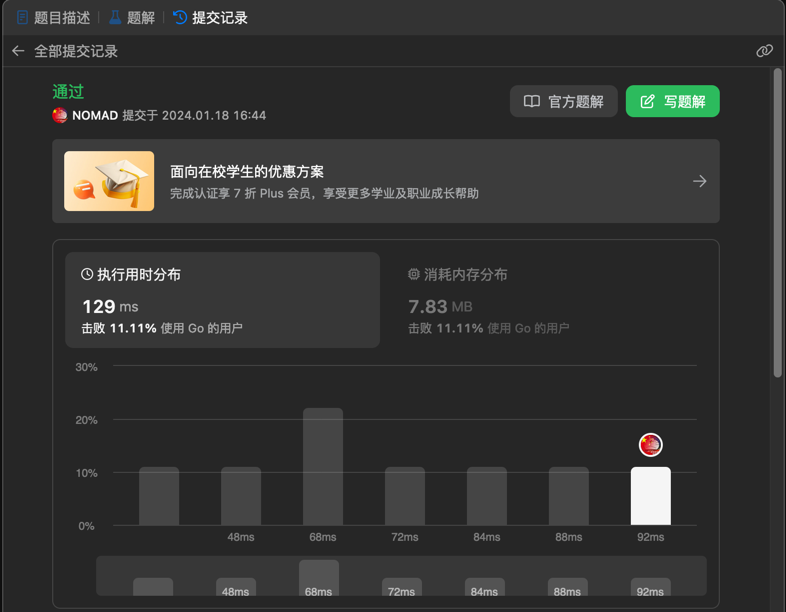 题目描述 题解 提交记录
全部提交记录
通过
NOMAD 提交于 2024.01.18 16:44
官方题解 写题解
面向在校学生的优惠方案
完成认证享 7 折 Plus 会员，享受更多学业及职业成长帮助
执行用时分布
129 ms
击败 11.11% 使用 Go 的用户
消耗内存分布
7.83 MB
击败 11.11% 使用 Go 的用户
30%
20%
10%
0%
48ms 68ms 72ms 84ms 88ms 92ms
48ms 68ms 72ms 84ms 88ms 92ms